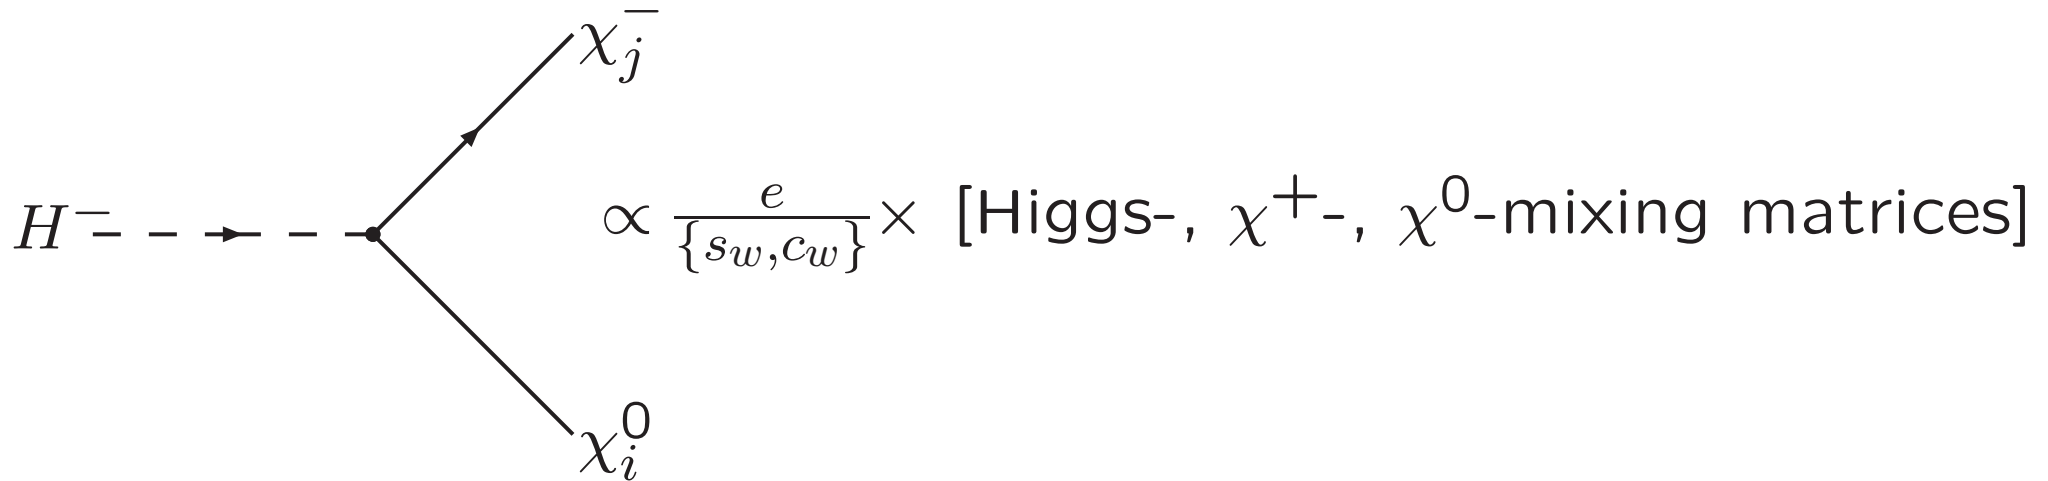 χ_j^-
H^- ∝ e/{s_w,c_w} × [Higgs-, χ^+-, χ^0-mixing matrices]
χ_i^0